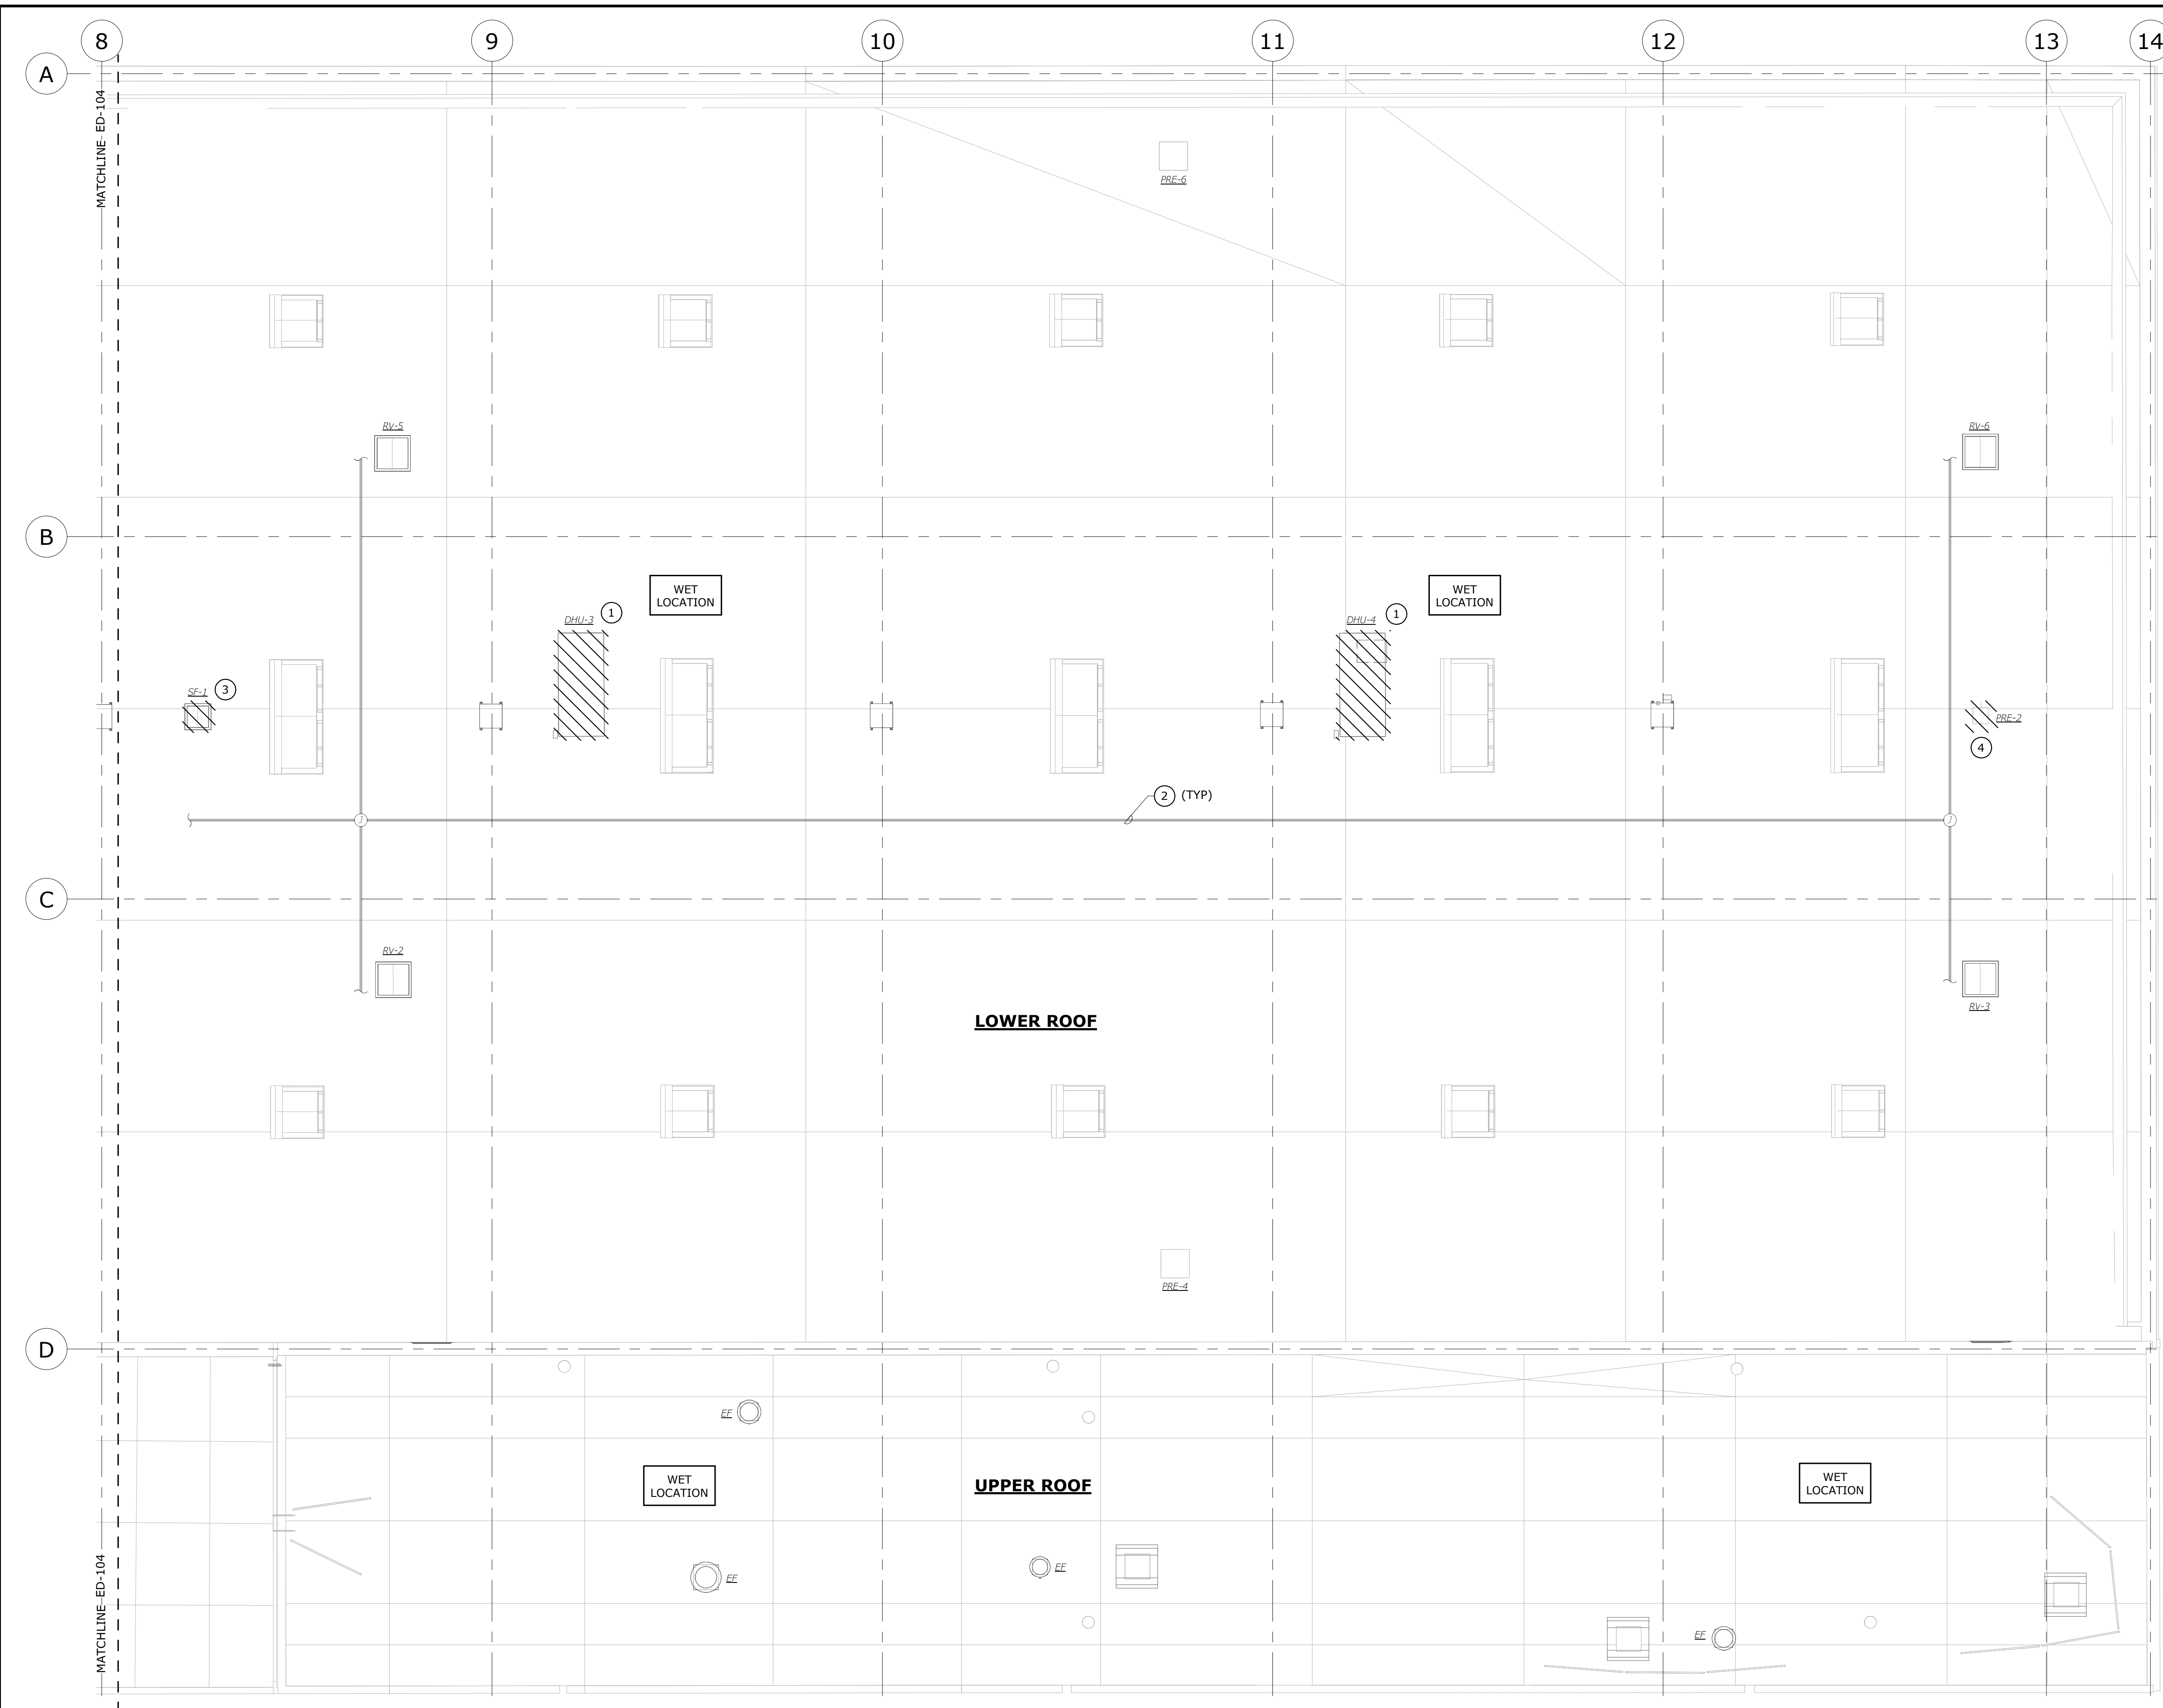 8
9
10
11
12
13
14
A
MATCHLINE ED-104
PRE-6
RV-5
RV-6
B
WET
LOCATION
WET
LOCATION
DHU-3
1
DHU-4
1
SF-1
3
PRE-2
4
2 (TYP)
J
J
C
RV-2
RV-3
LOWER ROOF
PRE-4
D
EF
WET
LOCATION
UPPER ROOF
WET
LOCATION
EF
EF
EF
MATCHLINE ED-104